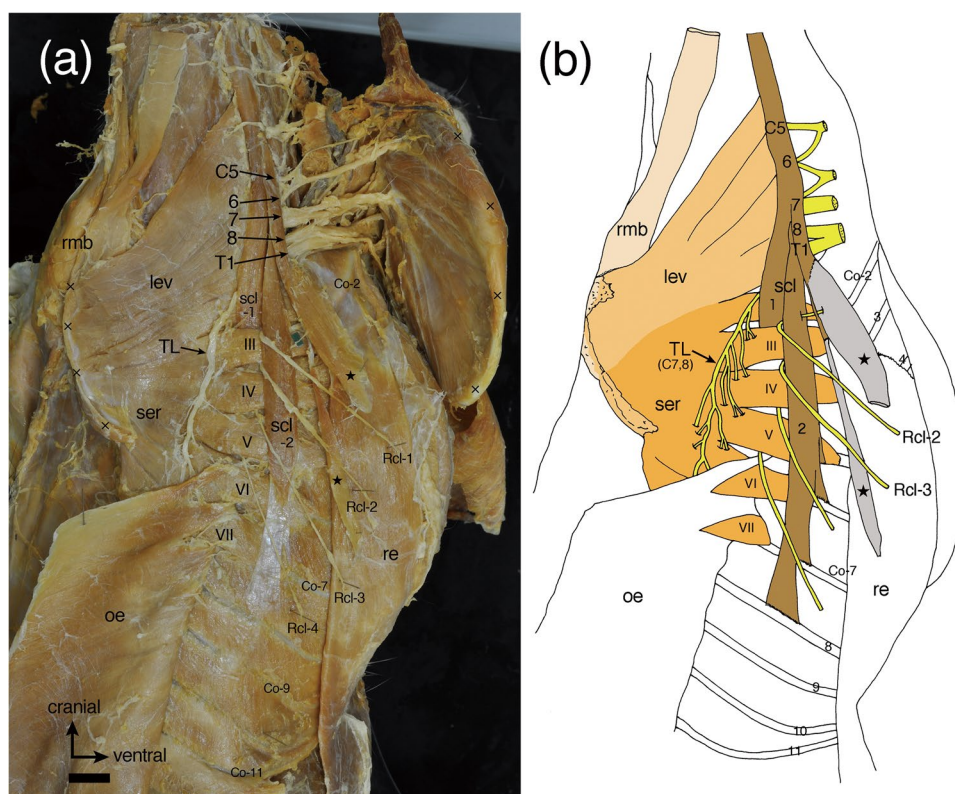 (a)
C5
6
7
8
T1
rmb
lev
Co-2
scl
-1
TL
III
IV
★
ser
scl
-2
V
Rcl-1
★
VI
Rcl-2
VII
re
Co-7
Rcl-3
oe
Rcl-4
Co-9
cranial
ventral
Co-11
(b)
C5
6
7
8
T1
rmb
lev
scl
1
Co-2
3
4
★
TL
(C7,8)
III
IV
ser
V
2
Rcl-2
Rcl-3
★
VI
VII
Co-7
oe
re
8
9
10
11